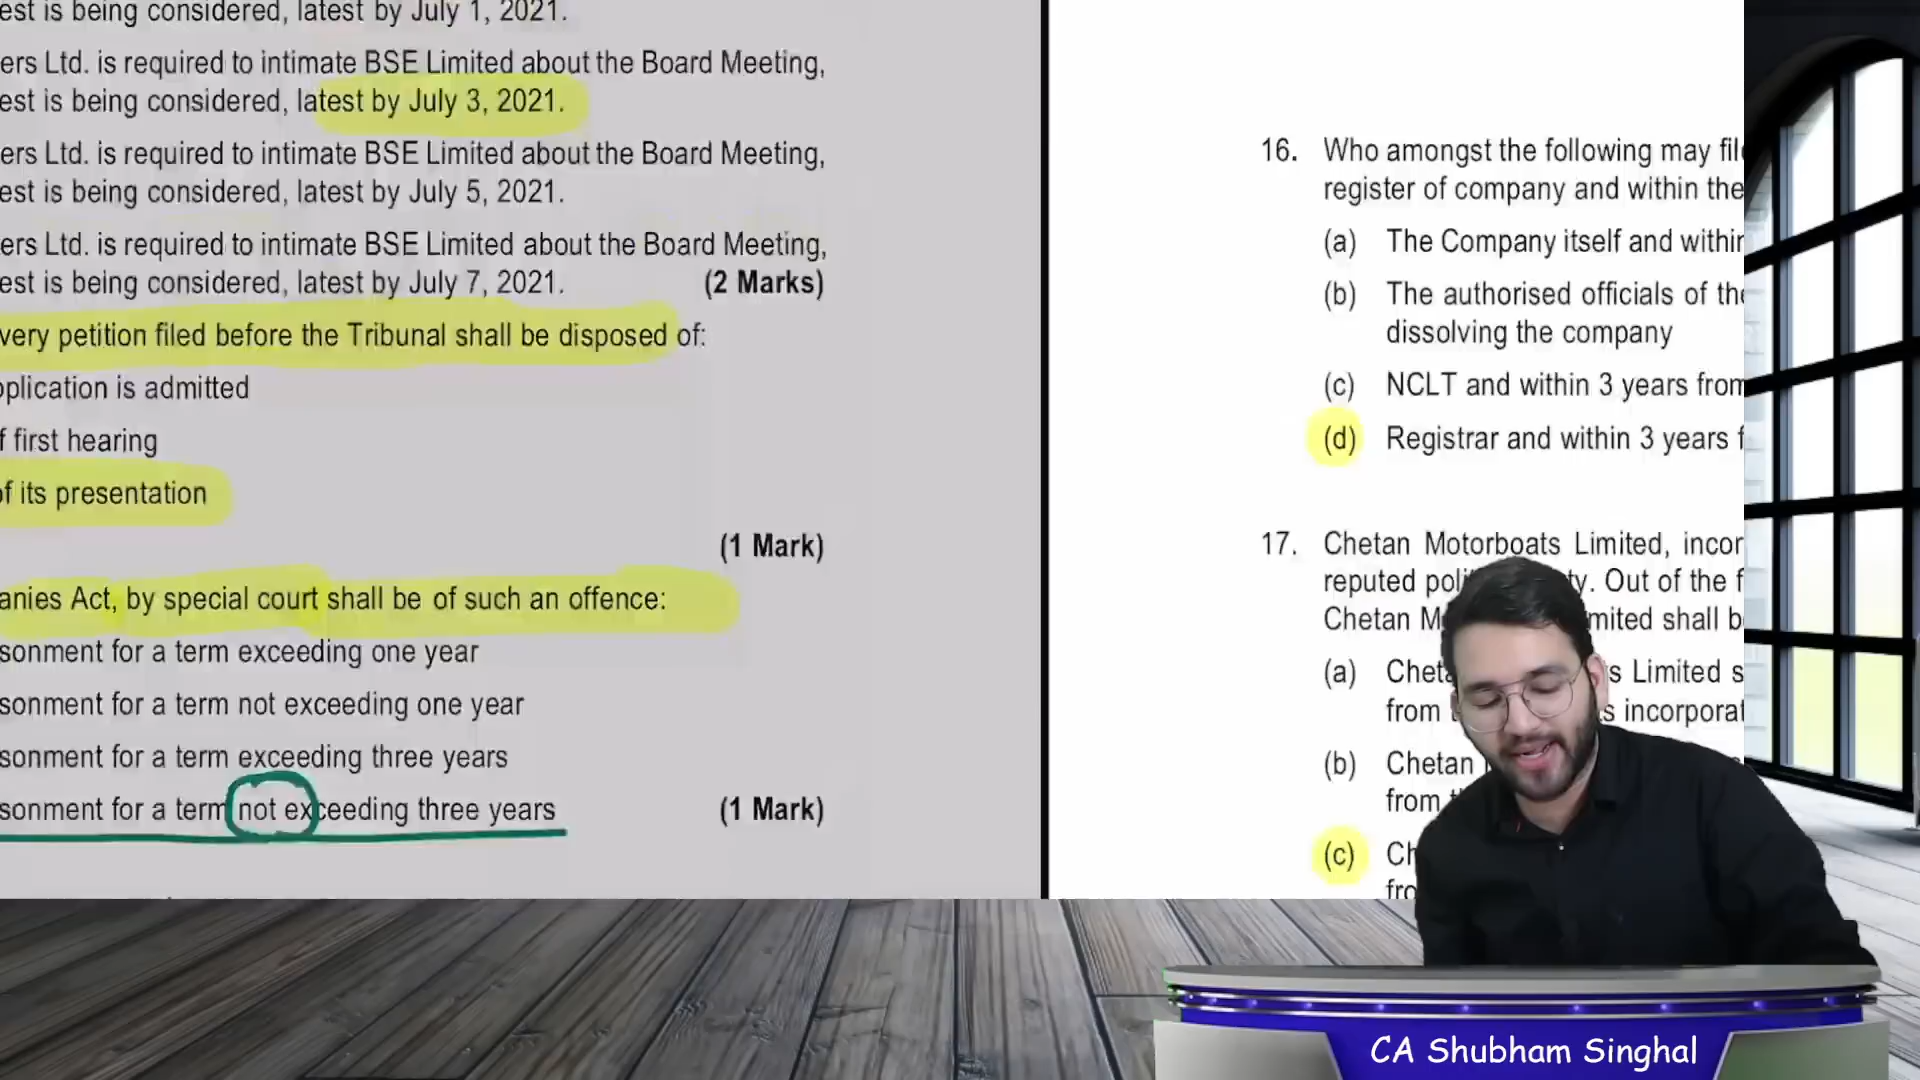 est is being considered, latest by July 1, 2021.
ers Ltd. is required to intimate BSE Limited about the Board Meeting,
est is being considered, latest by July 3, 2021.
ers Ltd. is required to intimate BSE Limited about the Board Meeting,
est is being considered, latest by July 5, 2021.
ers Ltd. is required to intimate BSE Limited about the Board Meeting,
est is being considered, latest by July 7, 2021. (2 Marks)
very petition filed before the Tribunal shall be disposed of:
pplication is admitted
f first hearing
of its presentation
(1 Mark)
anies Act, by special court shall be of such an offence:
sonment for a term exceeding one year
sonment for a term not exceeding one year
sonment for a term exceeding three years
sonment for a term not exceeding three years (1 Mark)
16. Who amongst the following may fil
register of company and within the
(a) The Company itself and within
(b) The authorised officials of the
dissolving the company
(c) NCLT and within 3 years from
(d) Registrar and within 3 years f
17. Chetan Motorboats Limited, incor
reputed poli ty. Out of the f
Chetan M mited shall b
(a) Cheta s Limited s
from t s incorporat
(b) Chetan
from t
(c) Ch
fro
CA Shubham Singhal